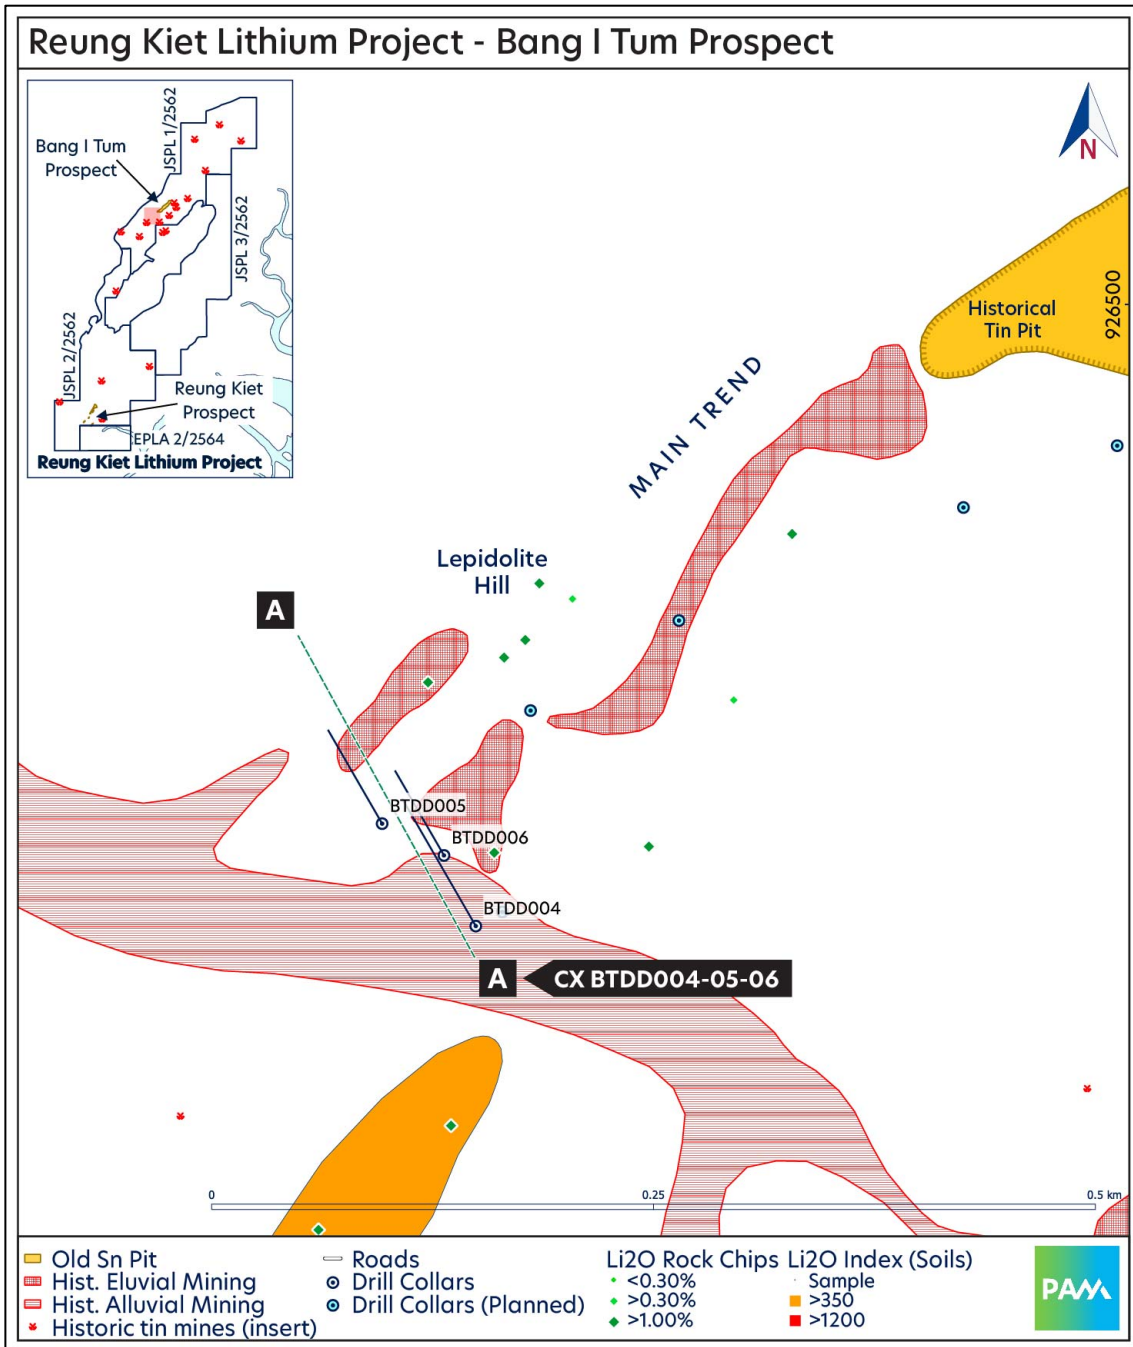 Reung Kiet Lithium Project - Bang I Tum Prospect
JSPL 1/2562
Bang I Tum
Prospect
JSPL 3/2562
JSPL 2/2562
Reung Kiet
Prospect
EPLA 2/2564
Reung Kiet Lithium Project
N
926500
Historical
Tin Pit
MAIN TREND
Lepidolite
Hill
A
BTDD005
BTDD006
BTDD004
A
CX BTDD004-05-06
0
0.25
0.5 km
Old Sn Pit
Hist. Eluvial Mining
Hist. Alluvial Mining
Historic tin mines (insert)
Roads
Drill Collars
Drill Collars (Planned)
Li2O Rock Chips
<0.30%
>0.30%
>1.00%
Li2O Index (Soils)
Sample
>350
>1200
PAM